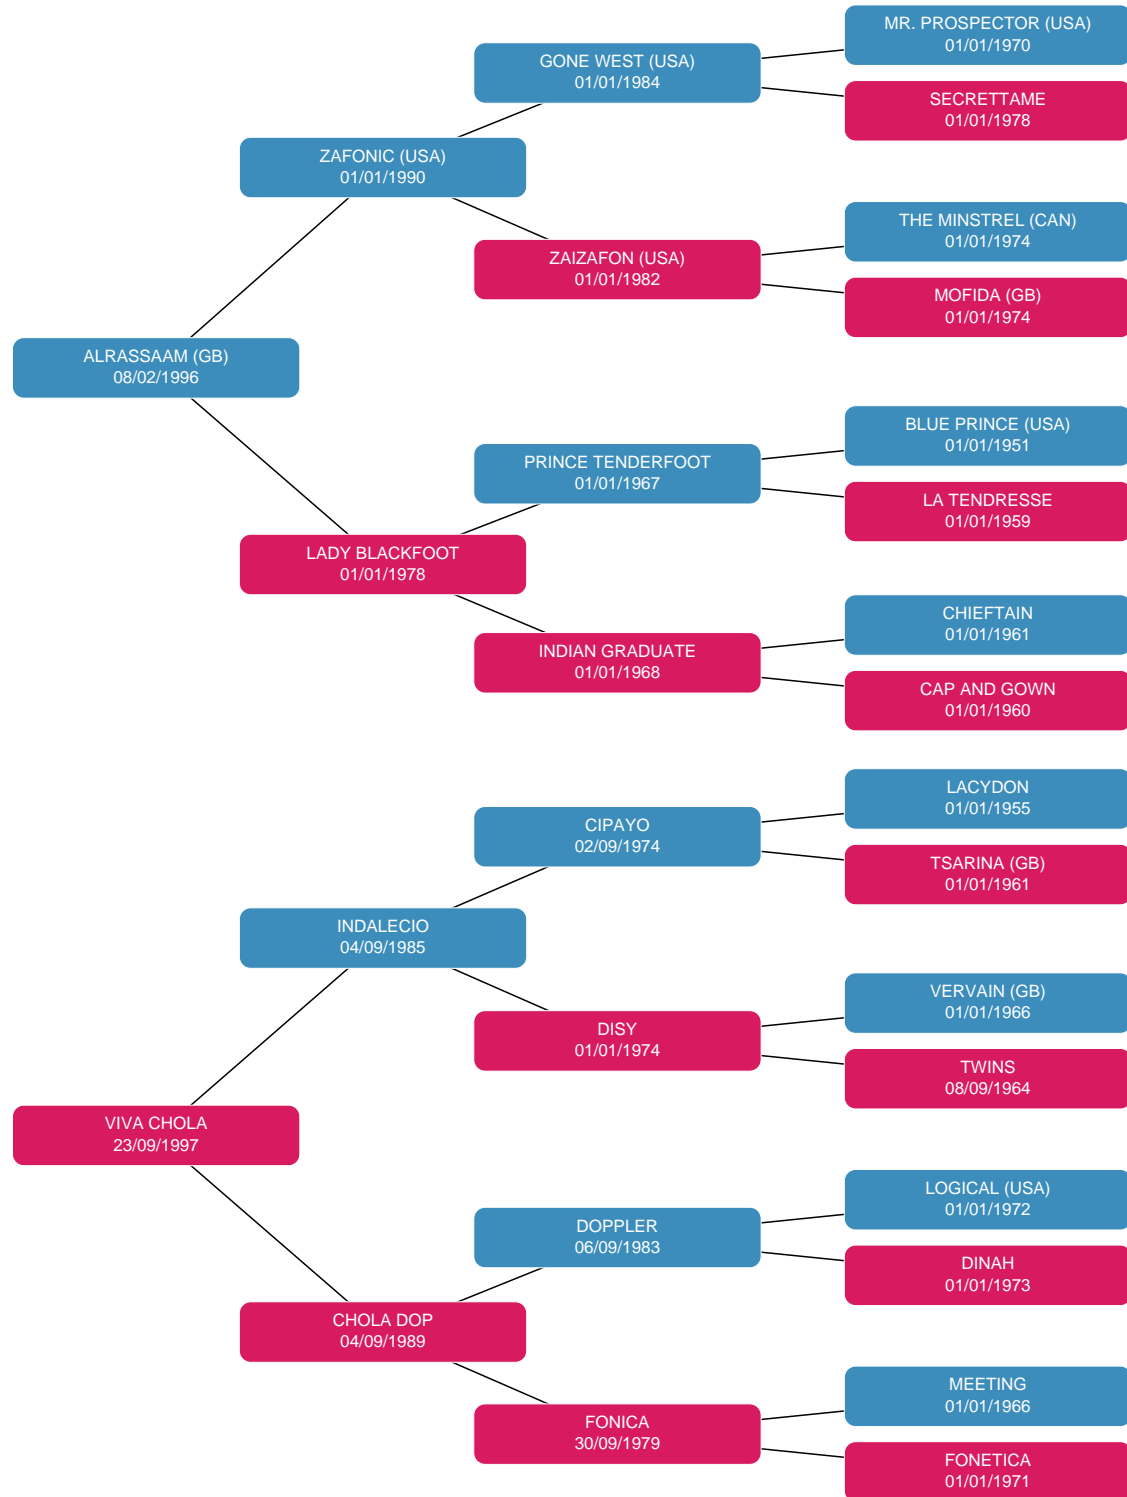 MR. PROSPECTOR (USA)
01/01/1970
GONE WEST (USA)
01/01/1984
SECRETTAME
01/01/1978
ZAFONIC (USA)
01/01/1990
THE MINSTREL (CAN)
01/01/1974
ZAIZAFON (USA)
01/01/1982
MOFIDA (GB)
01/01/1974
ALRASSAAM (GB)
08/02/1996
BLUE PRINCE (USA)
01/01/1951
PRINCE TENDERFOOT
01/01/1967
LA TENDRESSE
01/01/1959
LADY BLACKFOOT
01/01/1978
CHIEFTAIN
01/01/1961
INDIAN GRADUATE
01/01/1968
CAP AND GOWN
01/01/1960
LACYDON
01/01/1955
CIPAYO
02/09/1974
TSARINA (GB)
01/01/1961
INDALECIO
04/09/1985
VERVAIN (GB)
01/01/1966
DISY
01/01/1974
TWINS
08/09/1964
VIVA CHOLA
23/09/1997
LOGICAL (USA)
01/01/1972
DOPPLER
06/09/1983
DINAH
01/01/1973
CHOLA DOP
04/09/1989
MEETING
01/01/1966
FONICA
30/09/1979
FONETICA
01/01/1971